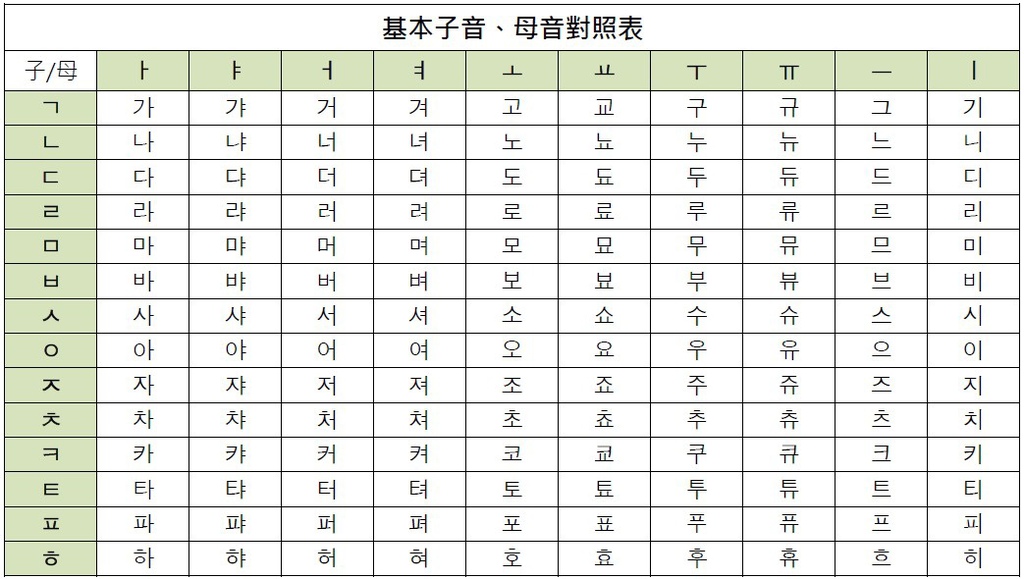 基本子音、母音對照表
子/母 ㅏ ㅑ ㅓ ㅕ ㅗ ㅛ ㅜ ㅠ ㅡ ㅣ
ㄱ 가 갸 거 겨 고 교 구 규 그 기
ㄴ 나 냐 너 녀 노 뇨 누 뉴 느 니
ㄷ 다 댜 더 뎌 도 됴 두 듀 드 디
ㄹ 라 랴 러 려 로 료 루 류 르 리
ㅁ 마 먀 머 며 모 묘 무 뮤 므 미
ㅂ 바 뱌 버 벼 보 뵤 부 뷰 브 비
ㅅ 사 샤 서 셔 소 쇼 수 슈 스 시
ㅇ 아 야 어 여 오 요 우 유 으 이
ㅈ 자 쟈 저 져 조 죠 주 쥬 즈 지
ㅊ 차 챠 처 쳐 초 쵸 추 츄 츠 치
ㅋ 카 캬 커 켜 코 쿄 쿠 큐 크 키
ㅌ 타 탸 터 텨 토 툐 투 튜 트 티
ㅍ 파 퍄 퍼 펴 포 표 푸 퓨 프 피
ㅎ 하 햐 허 혀 호 효 후 휴 흐 히